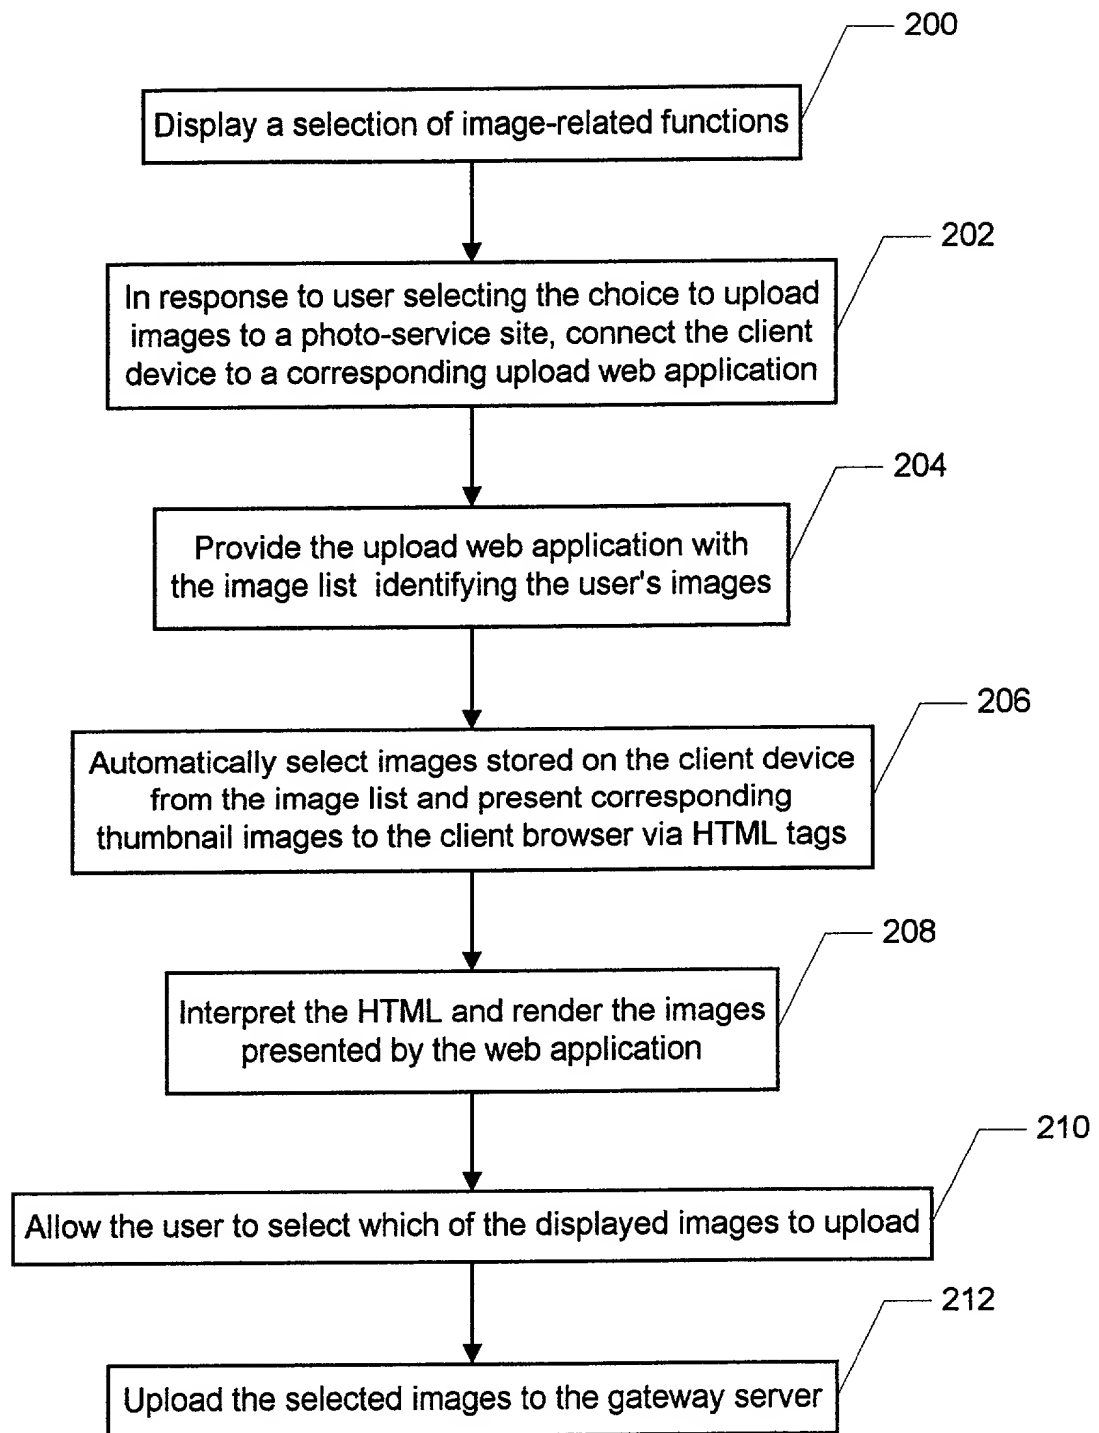 200
Display a selection of image-related functions
202
In response to user selecting the choice to upload
images to a photo-service site, connect the client
device to a corresponding upload web application
204
Provide the upload web application with
the image list identifying the user's images
206
Automatically select images stored on the client device
from the image list and present corresponding
thumbnail images to the client browser via HTML tags
208
Interpret the HTML and render the images
presented by the web application
210
Allow the user to select which of the displayed images to upload
212
Upload the selected images to the gateway server